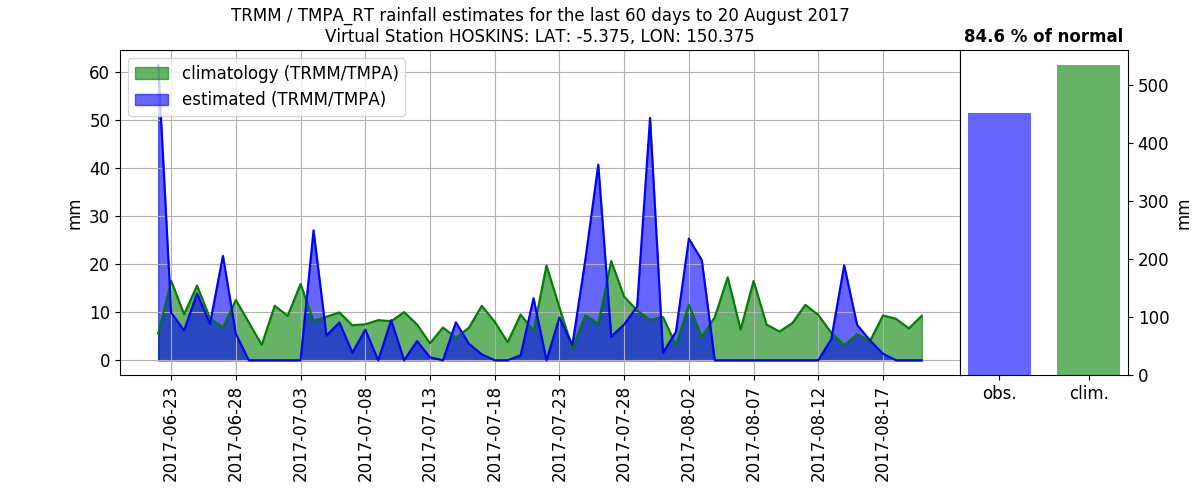 TRMM / TMPA_RT rainfall estimates for the last 60 days to 20 August 2017
Virtual Station HOSKINS: LAT: -5.375, LON: 150.375
84.6 % of normal
climatology (TRMM/TMPA)
estimated (TRMM/TMPA)
mm
60
50
40
30
20
10
0
2017-06-23
2017-06-28
2017-07-03
2017-07-08
2017-07-13
2017-07-18
2017-07-23
2017-07-28
2017-08-02
2017-08-07
2017-08-12
2017-08-17
obs.
clim.
500
400
300
200
100
0
mm